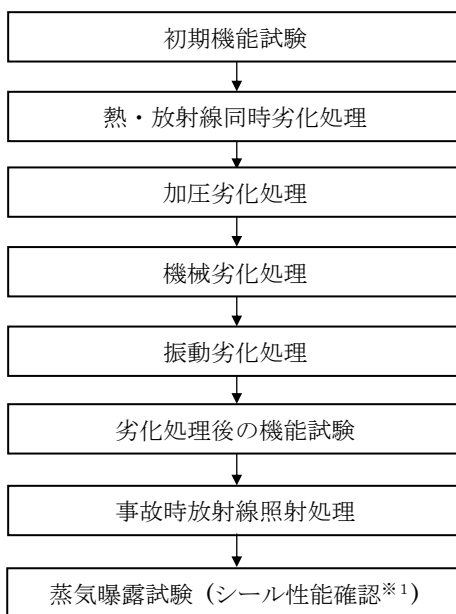 初期機能試験
熱・放射線同時劣化処理
加圧劣化処理
機械劣化処理
振動劣化処理
劣化処理後の機能試験
事故時放射線照射処理
蒸気曝露試験 (シール性能確認※1)